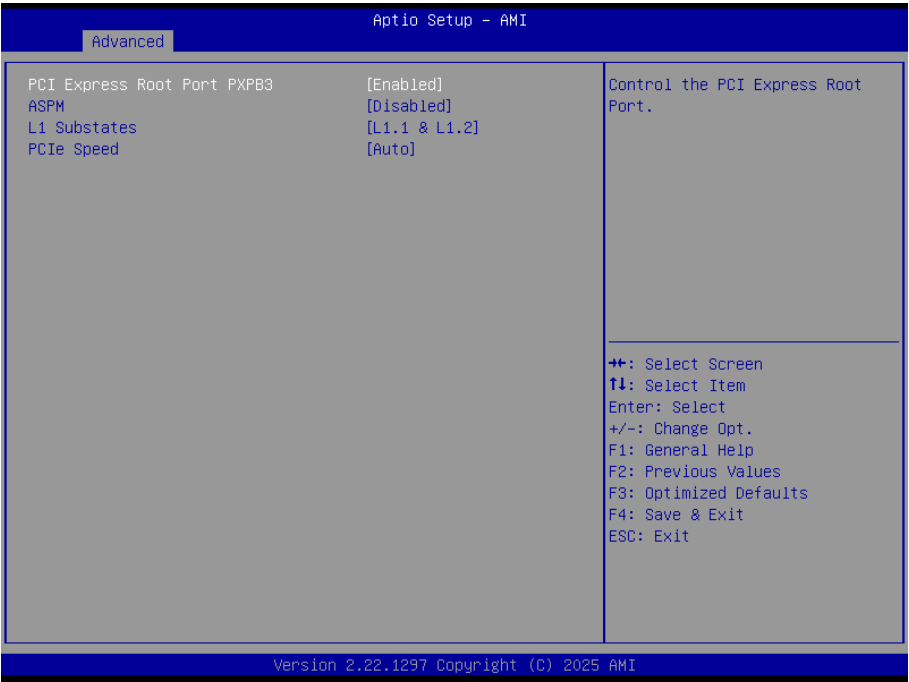 Aptio Setup – AMI
Advanced
PCI Express Root Port PXPB3 [Enabled]
ASPM [Disabled]
L1 Substates [L1.1 & L1.2]
PCIe Speed [Auto]
Control the PCI Express Root
Port.
→←: Select Screen
↑↓: Select Item
Enter: Select
+/-: Change Opt.
F1: General Help
F2: Previous Values
F3: Optimized Defaults
F4: Save & Exit
ESC: Exit
Version 2.22.1297 Copyright (C) 2025 AMI